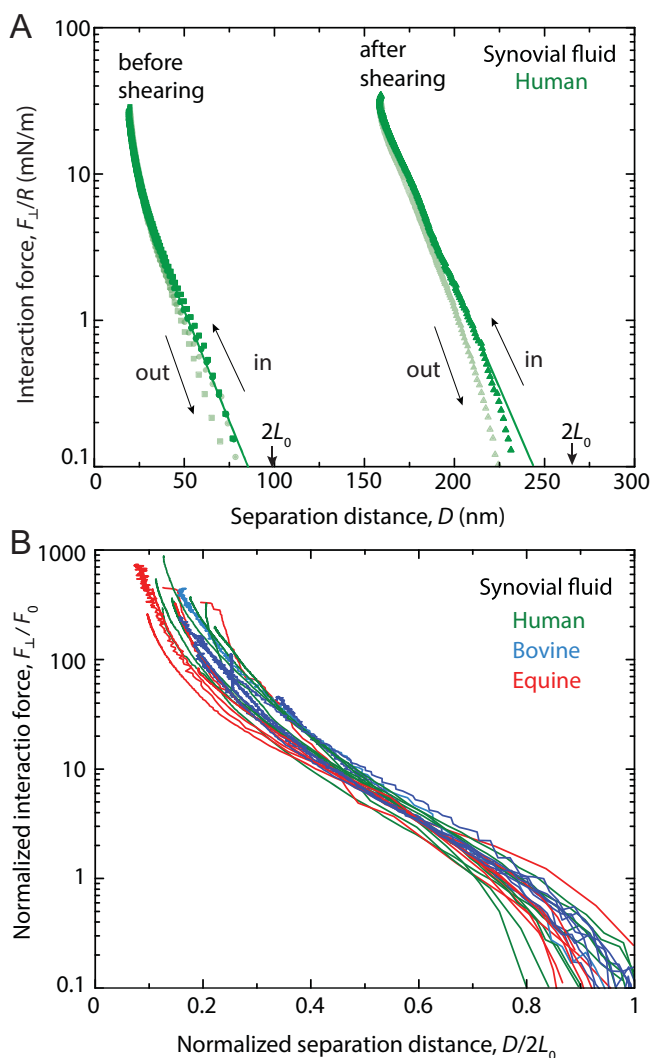 A
100
10
1
0.1
Interaction force, F⊥/R (mN/m)
before
shearing
after
shearing
Synovial fluid
Human
out
in
2L0
out
in
2L0
0
50
100
150
200
250
300
Separation distance, D (nm)
B
1000
100
10
1
0.1
Normalized interactio force, F⊥/F0
Synovial fluid
Human
Bovine
Equine
0
0.2
0.4
0.6
0.8
1
Normalized separation distance, D/2L0